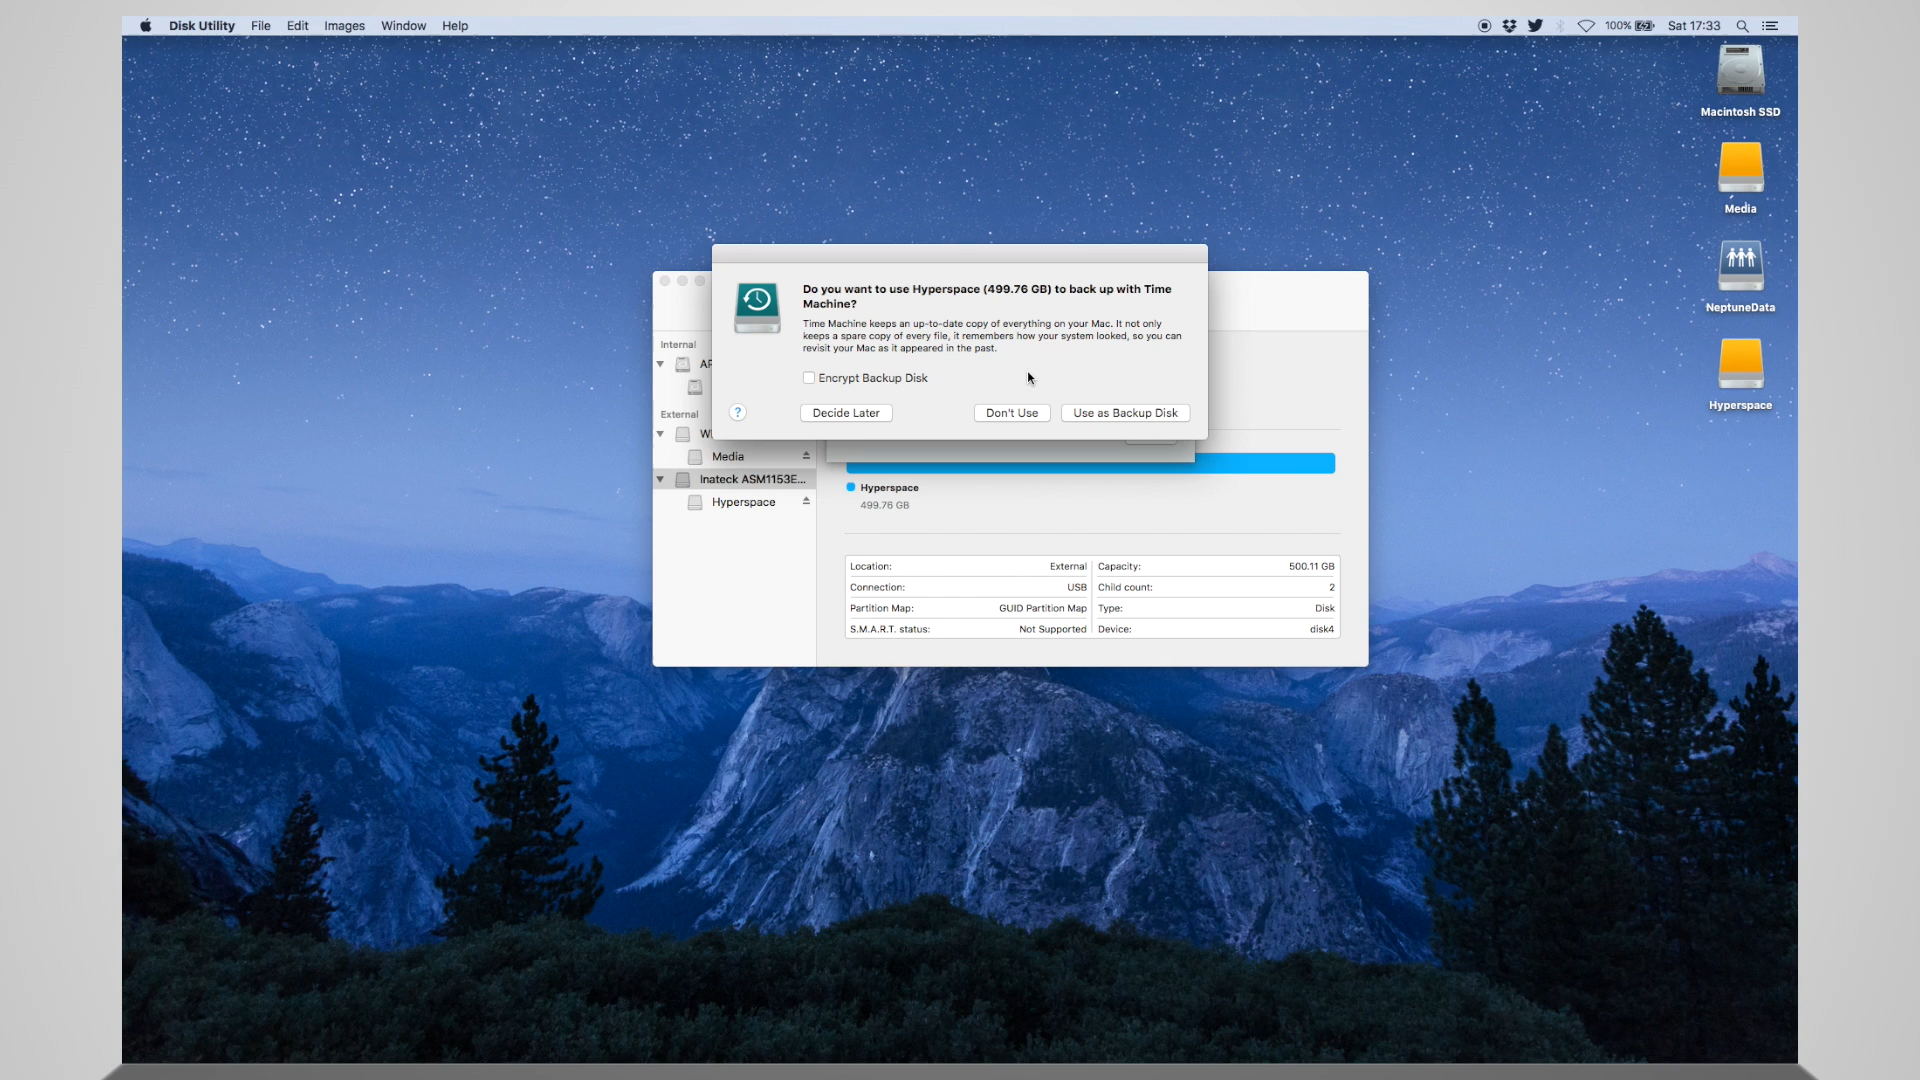 Disk Utility File Edit Images Window Help
100% Sat 17:33
Macintosh SSD
Media
NeptuneData
Hyperspace
Do you want to use Hyperspace (499.76 GB) to back up with Time
Machine?
Time Machine keeps an up-to-date copy of everything on your Mac. It not only
keeps a spare copy of every file, it remembers how your system looked, so you can
revisit your Mac as it appeared in the past.
Encrypt Backup Disk
? Decide Later Don't Use Use as Backup Disk
Internal
External
Media
Inateck ASM1153E...
Hyperspace
Hyperspace
499.76 GB
Location: External Capacity: 500.11 GB
Connection: USB Child count: 2
Partition Map: GUID Partition Map Type: Disk
S.M.A.R.T. status: Not Supported Device: disk4